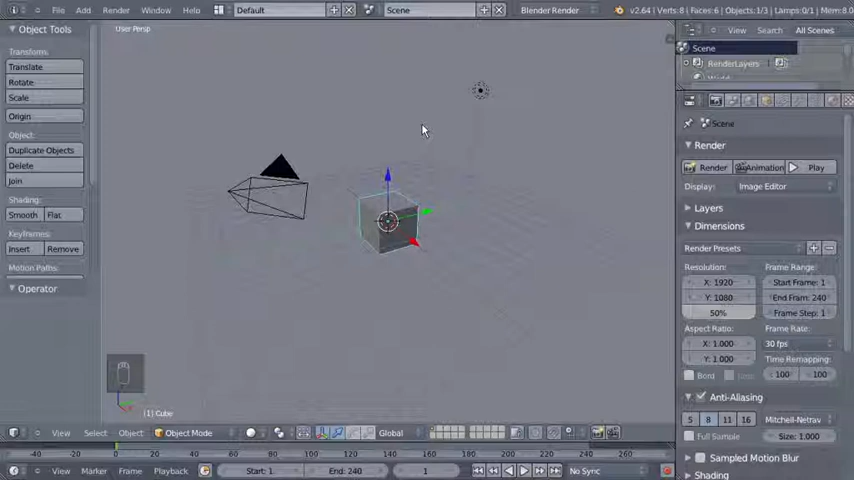 File Add Render Window Help Default Scene Blender Render v2.64 | Verts:8 | Faces:6 | Objects:1/3 | Lamps:0/1 | Mem:8.0
Object Tools
Transform:
Translate
Rotate
Scale
Origin
Object:
Duplicate Objects
Delete
Join
Shading:
Smooth Flat
Keyframes:
Insert Remove
Motion Paths:
Operator
User Persp
(1) Cube
View Search All Scenes
Scene
RenderLayers
Scene
Render
Render Animation Play
Display: Image Editor
Layers
Dimensions
Render Presets
Resolution: Frame Range:
X: 1920 Start Frame: 1
Y: 1080 End Fram: 240
50% Frame Step: 1
Aspect Ratio: Frame Rate:
X: 1.000 30 fps
Y: 1.000 Time Remapping:
Bord 100 100
Anti-Aliasing
5 8 11 16 Mitchell-Netrav
Full Sample Size: 1.000
Sampled Motion Blur
Shading
View Select Object Object Mode Global
-40 -20 0 20 40 60 80 100 120 140 160 180 200 220 240 260 280
View Marker Frame Playback Start: 1 End: 240 1 No Sync